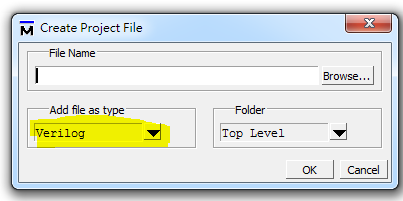 Create Project File
File Name
Browse...
Add file as type
Folder
Verilog
Top Level
OK
Cancel